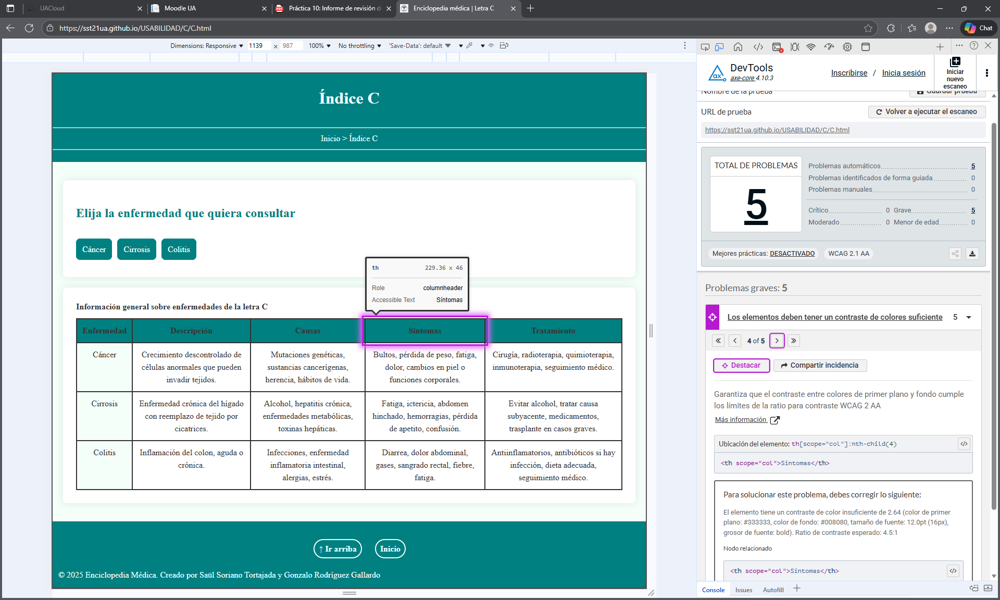 UACloud
Moodle UA
Práctica 10: Informe de revisión d
Enciclopedia médica | Letra C
https://sst21ua.github.io/USABILIDAD/C/C.html
Chat
Dimensions: Responsive
1139 × 987
100%
No throttling
'Save-Data': default
Índice C
Inicio > Índice C
Elija la enfermedad que quiera consultar
Cáncer
Cirrosis
Colitis
th 229.36 x 46
Role columnheader
Accessible Text Síntomas
Información general sobre enfermedades de la letra C
Enfermedad Descripción Causas Síntomas Tratamiento
Cáncer
Crecimiento descontrolado de
células anormales que pueden
invadir tejidos.
Mutaciones genéticas,
sustancias cancerígenas,
herencia, hábitos de vida.
Bultos, pérdida de peso, fatiga,
dolor, cambios en piel o
funciones corporales.
Cirugía, radioterapia, quimioterapia,
inmunoterapia, seguimiento médico.
Cirrosis
Enfermedad crónica del hígado
con reemplazo de tejido por
cicatrices.
Alcohol, hepatitis crónica,
enfermedades metabólicas,
toxinas hepáticas.
Fatiga, ictericia, abdomen
hinchado, hemorragias, pérdida
de apetito, confusión.
Evitar alcohol, tratar causa
subyacente, medicamentos,
trasplante en casos graves.
Colitis
Inflamación del colon, aguda o
crónica.
Infecciones, enfermedad
inflamatoria intestinal,
alergias, estrés.
Diarrea, dolor abdominal,
gases, sangrado rectal, fiebre,
fatiga.
Antiinflamatorios, antibióticos si hay
infección, dieta adecuada,
seguimiento médico.
↑ Ir arriba
Inicio
© 2025 Enciclopedia Médica. Creado por Saül Soriano Tortajada y Gonzalo Rodríguez Gallardo
ax
DevTools
axe-core 4.10.3
Inscribirse / Inicia sesión
Iniciar
nuevo
escaneo
Nombre de la prueba
Guardar prueba
URL de prueba
Volver a ejecutar el escaneo
https://sst21ua.github.io/USABILIDAD/C/C.html
TOTAL DE PROBLEMAS
5
Problemas automáticos 5
Problemas identificados de forma guiada 0
Problemas manuales 0
Crítico 0 Grave 5
Moderado 0 Menor de edad 0
Mejores prácticas: DESACTIVADO
WCAG 2.1 AA
Problemas graves: 5
Los elementos deben tener un contraste de colores suficiente 5
4 of 5
Destacar
Compartir incidencia
Garantiza que el contraste entre colores de primer plano y fondo cumple
los límites de la ratio para contraste WCAG 2 AA
Más información
Ubicación del elemento: th[scope="col"]:nth-child(4)
</>
<th scope="col">Síntomas</th>
Para solucionar este problema, debes corregir lo siguiente:
El elemento tiene un contraste de color insuficiente de 2.64 (color de primer
plano: #333333, color de fondo: #008080, tamaño de fuente: 12.0pt (16px),
grosor de fuente: bold). Ratio de contraste esperado: 4.5:1
Nodo relacionado
<th scope="col">Síntomas</th>
</>
Console
Issues
Autofill